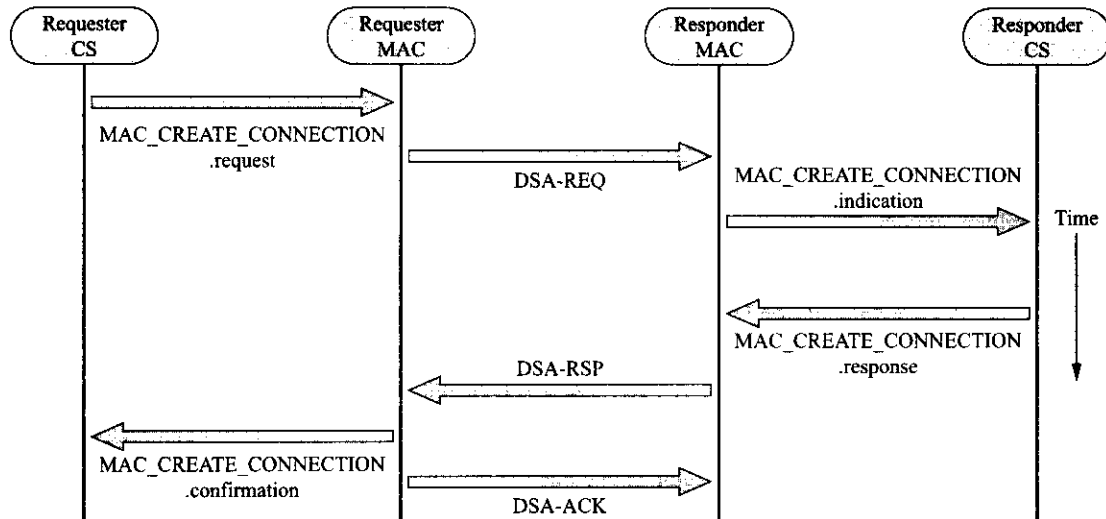 Requester
CS
Requester
MAC
Responder
MAC
Responder
CS
MAC_CREATE_CONNECTION
.request
DSA-REQ
MAC_CREATE_CONNECTION
.indication
Time
MAC_CREATE_CONNECTION
.response
DSA-RSP
MAC_CREATE_CONNECTION
.confirmation
DSA-ACK